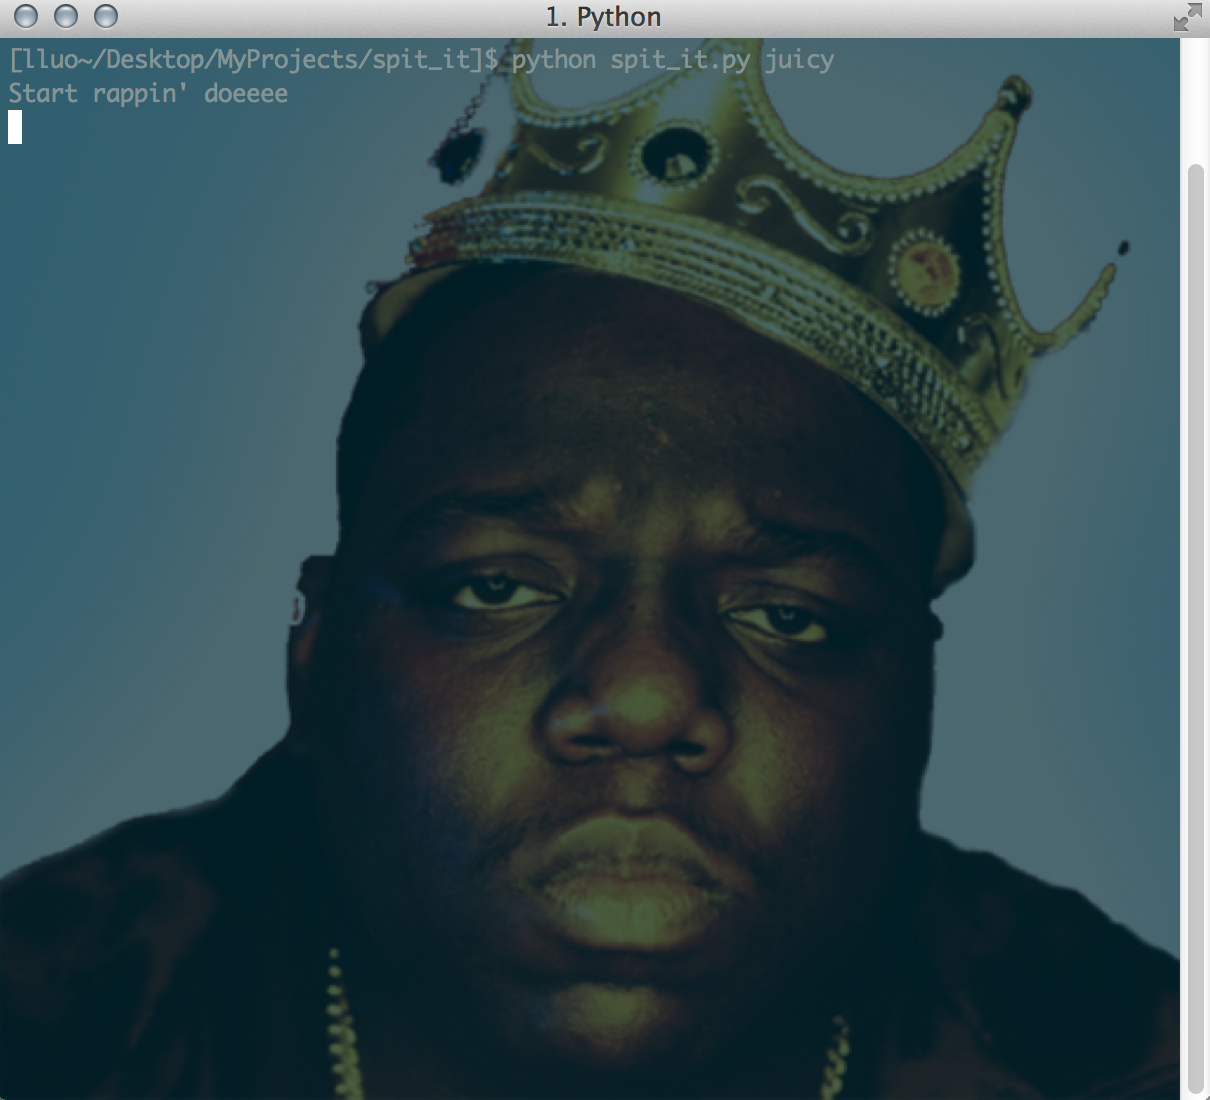 1. Python
[lluo~/Desktop/MyProjects/spit_it]$ python spit_it.py juicy
Start rappin' doeeee